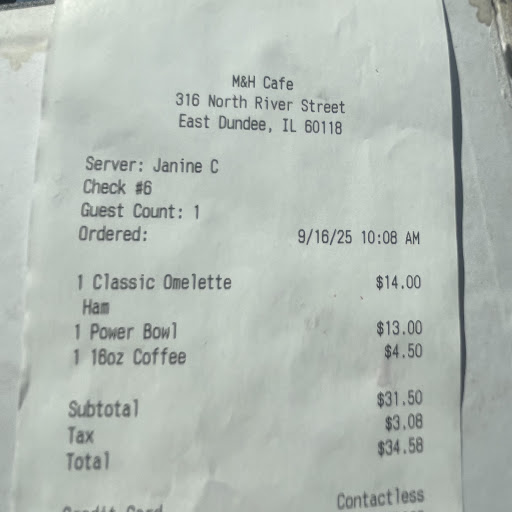 M&H Cafe
316 North River Street
East Dundee, IL 60118
Server: Janine C
Check #6
Guest Count: 1
Ordered: 9/16/25 10:08 AM
1 Classic Omelette $14.00
Ham
1 Power Bowl $13.00
1 16oz Coffee $4.50
Subtotal $31.50
Tax $3.08
Total $34.58
Credit Card Contactless